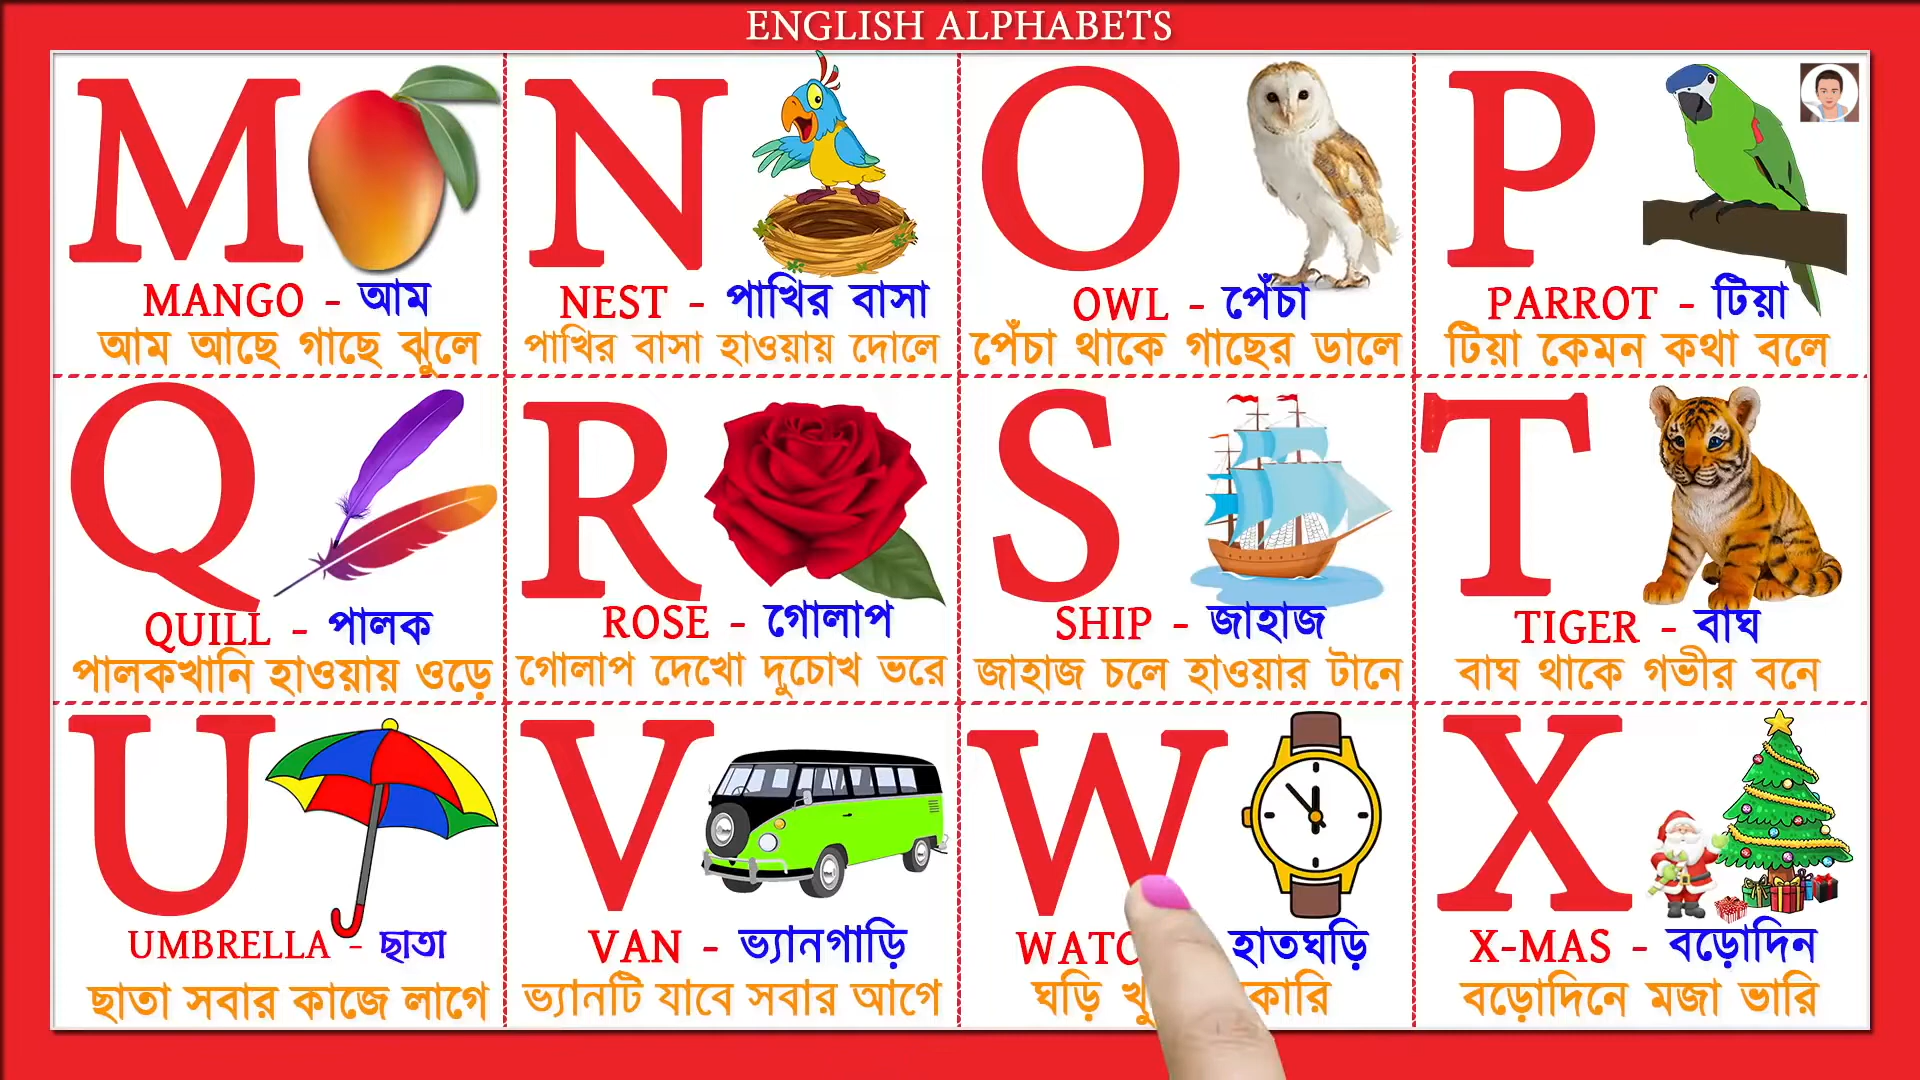 ENGLISH ALPHABETS
M
MANGO - আম
আম আছে গাছে ঝুলে
N
NEST - পাখির বাসা
পাখির বাসা হাওয়ায় দোলে
O
OWL - পেঁচা
পেঁচা থাকে গাছের ডালে
P
PARROT - টিয়া
টিয়া কেমন কথা বলে
Q
QUILL - পালক
পালকখানি হাওয়ায় ওড়ে
R
ROSE - গোলাপ
গোলাপ দেখো দুচোখ ভরে
S
SHIP - জাহাজ
জাহাজ চলে হাওয়ার টানে
T
TIGER - বাঘ
বাঘ থাকে গভীর বনে
U
UMBRELLA - ছাতা
ছাতা সবার কাজে লাগে
V
VAN - ভ্যানগাড়ি
ভ্যানটি যাবে সবার আগে
W
হাতঘড়ি
ঘড়ি
X
X-MAS - বড়োদিন
বড়োদিনে মজা ভারি